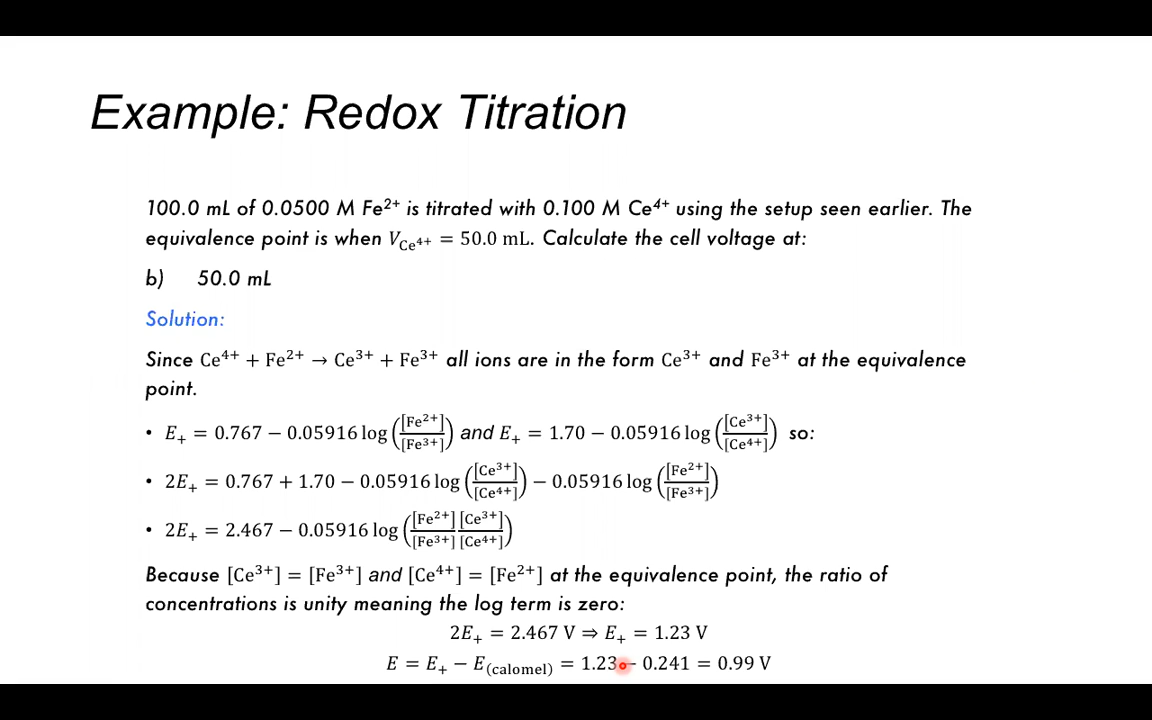 Example: Redox Titration
100.0 mL of 0.0500 M Fe²⁺ is titrated with 0.100 M Ce⁴⁺ using the setup seen earlier. The
equivalence point is when V_Ce⁴⁺ = 50.0 mL. Calculate the cell voltage at:
b) 50.0 mL
Solution:
Since Ce⁴⁺ + Fe²⁺ → Ce³⁺ + Fe³⁺ all ions are in the form Ce³⁺ and Fe³⁺ at the equivalence
point.
• E₊ = 0.767 − 0.05916 log([Fe²⁺]/[Fe³⁺]) and E₊ = 1.70 − 0.05916 log([Ce³⁺]/[Ce⁴⁺]) so:
• 2E₊ = 0.767 + 1.70 − 0.05916 log([Ce³⁺]/[Ce⁴⁺]) − 0.05916 log([Fe²⁺]/[Fe³⁺])
• 2E₊ = 2.467 − 0.05916 log([Fe²⁺][Ce³⁺]/[Fe³⁺][Ce⁴⁺])
Because [Ce³⁺] = [Fe³⁺] and [Ce⁴⁺] = [Fe²⁺] at the equivalence point, the ratio of
concentrations is unity meaning the log term is zero:
2E₊ = 2.467 V ⇒ E₊ = 1.23 V
E = E₊ − E₍calomel₎ = 1.23 − 0.241 = 0.99 V